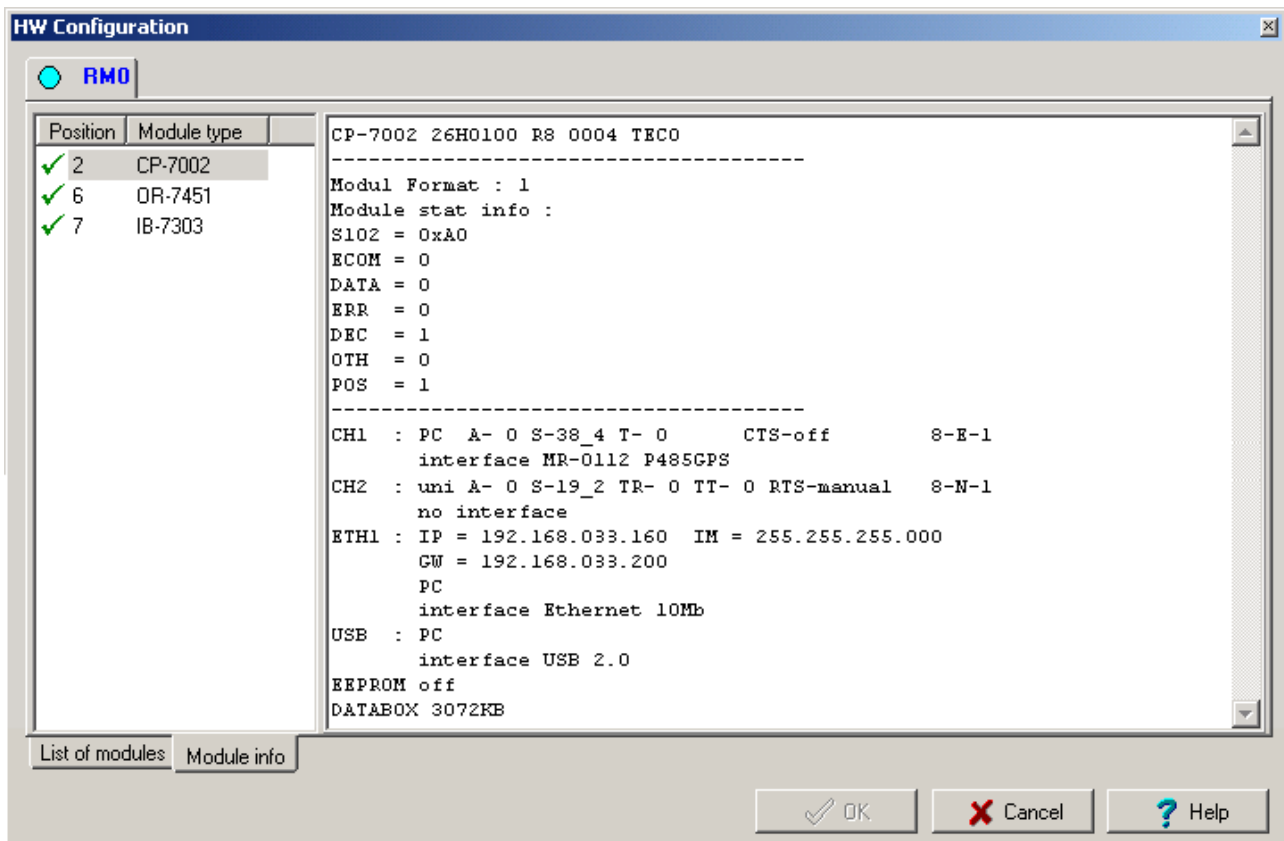 HW Configuration
RM0
Position Module type
2 CP-7002
6 OR-7451
7 IB-7303
CP-7002 26H0100 R8 0004 TECO
--------------------------------------
Modul Format : 1
Module stat info :
S102 = 0xA0
ECOM = 0
DATA = 0
ERR = 0
DEC = 1
OTH = 0
POS = 1
--------------------------------------
CH1 : PC A- 0 S-38_4 T- 0 CTS-off 8-E-1
interface MR-0112 P485GPS
CH2 : uni A- 0 S-19_2 TR- 0 TT- 0 RTS-manual 8-N-1
no interface
ETH1 : IP = 192.168.033.160 IM = 255.255.255.000
GW = 192.168.033.200
PC
interface Ethernet 10Mb
USB : PC
interface USB 2.0
EEPROM off
DATABOX 3072KB
List of modules Module info
OK Cancel Help